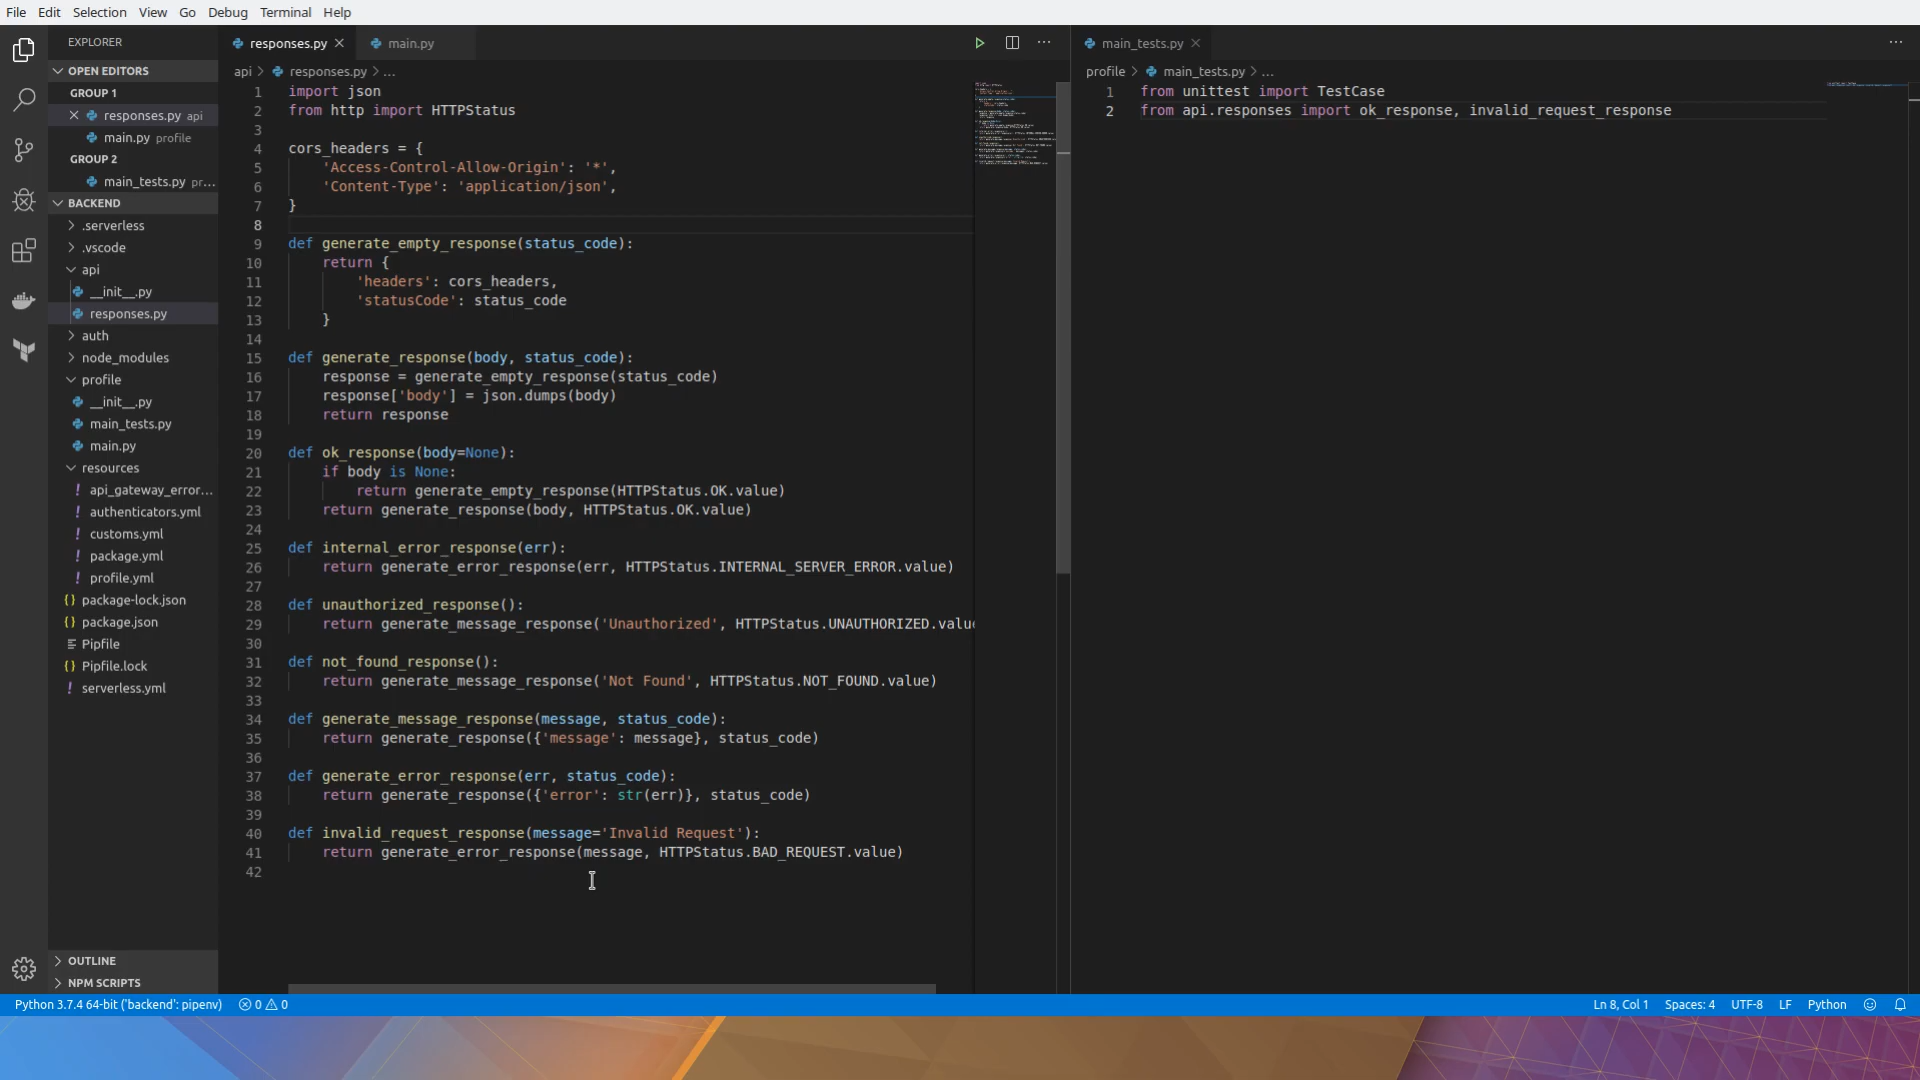 File Edit Selection View Go Debug Terminal Help
EXPLORER
OPEN EDITORS
GROUP 1
responses.py api
main.py profile
GROUP 2
main_tests.py pr...
BACKEND
.serverless
.vscode
api
__init__.py
responses.py
auth
node_modules
profile
__init__.py
main_tests.py
main.py
resources
api_gateway_error...
authenticators.yml
customs.yml
package.yml
profile.yml
package-lock.json
package.json
Pipfile
Pipfile.lock
serverless.yml
OUTLINE
NPM SCRIPTS
responses.py main.py
api > responses.py > ...
1 import json
2 from http import HTTPStatus
3
4 cors_headers = {
5 'Access-Control-Allow-Origin': '*',
6 'Content-Type': 'application/json',
7 }
8
9 def generate_empty_response(status_code):
10 return {
11 'headers': cors_headers,
12 'statusCode': status_code
13 }
14
15 def generate_response(body, status_code):
16 response = generate_empty_response(status_code)
17 response['body'] = json.dumps(body)
18 return response
19
20 def ok_response(body=None):
21 if body is None:
22 return generate_empty_response(HTTPStatus.OK.value)
23 return generate_response(body, HTTPStatus.OK.value)
24
25 def internal_error_response(err):
26 return generate_error_response(err, HTTPStatus.INTERNAL_SERVER_ERROR.value)
27
28 def unauthorized_response():
29 return generate_message_response('Unauthorized', HTTPStatus.UNAUTHORIZED.value
30
31 def not_found_response():
32 return generate_message_response('Not Found', HTTPStatus.NOT_FOUND.value)
33
34 def generate_message_response(message, status_code):
35 return generate_response({'message': message}, status_code)
36
37 def generate_error_response(err, status_code):
38 return generate_response({'error': str(err)}, status_code)
39
40 def invalid_request_response(message='Invalid Request'):
41 return generate_error_response(message, HTTPStatus.BAD_REQUEST.value)
42
main_tests.py
profile > main_tests.py > ...
1 from unittest import TestCase
2 from api.responses import ok_response, invalid_request_response
Python 3.7.4 64-bit ('backend': pipenv) 0 0 Ln 8, Col 1 Spaces: 4 UTF-8 LF Python